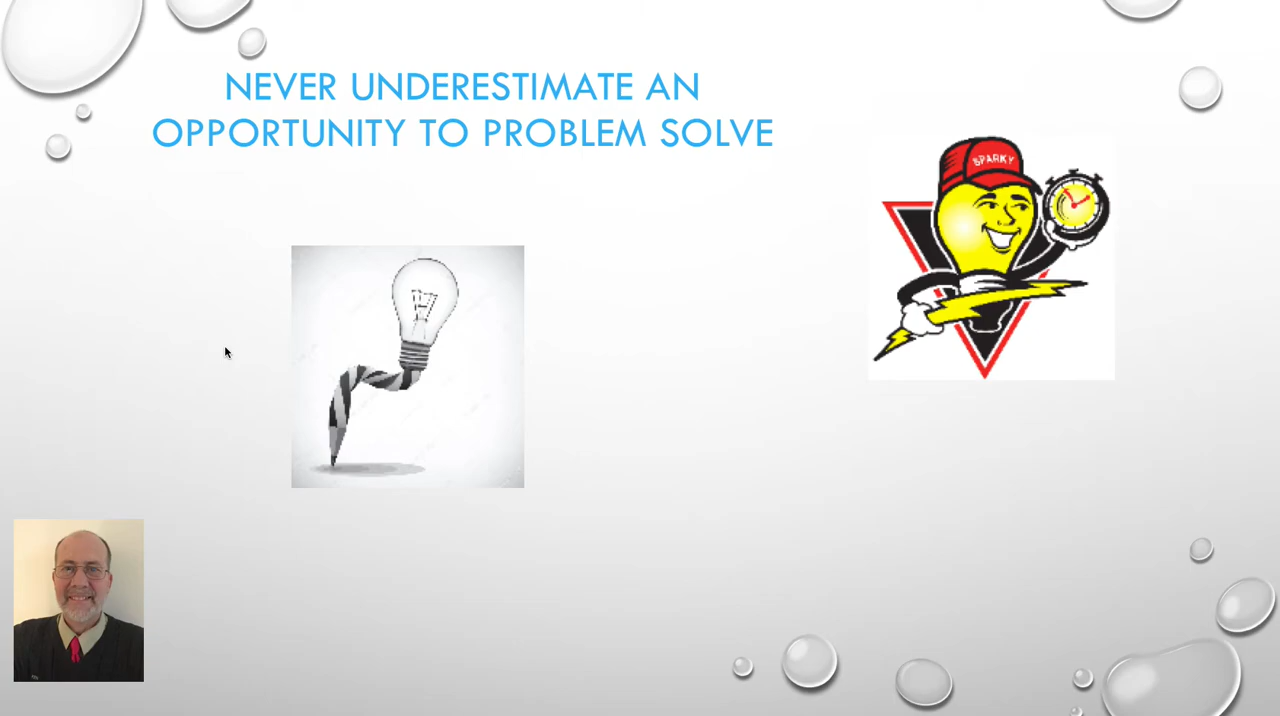 NEVER UNDERESTIMATE AN
OPPORTUNITY TO PROBLEM SOLVE
SPARKY